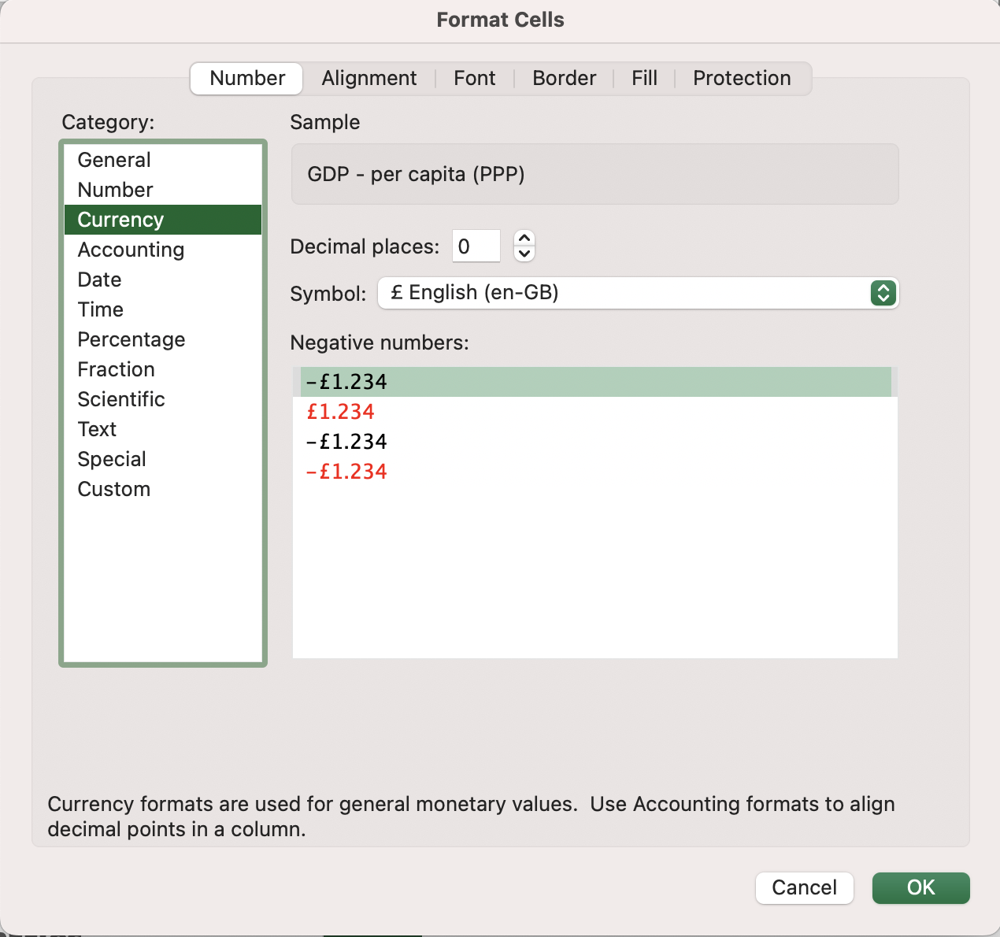 Format Cells
Number
Alignment
Font
Border
Fill
Protection
Category:
General
Number
Currency
Accounting
Date
Time
Percentage
Fraction
Scientific
Text
Special
Custom
Sample
GDP - per capita (PPP)
Decimal places: 0
Symbol: £ English (en-GB)
Negative numbers:
-£1.234
£1.234
-£1.234
-£1.234
Currency formats are used for general monetary values.  Use Accounting formats to align
decimal points in a column.
Cancel
OK